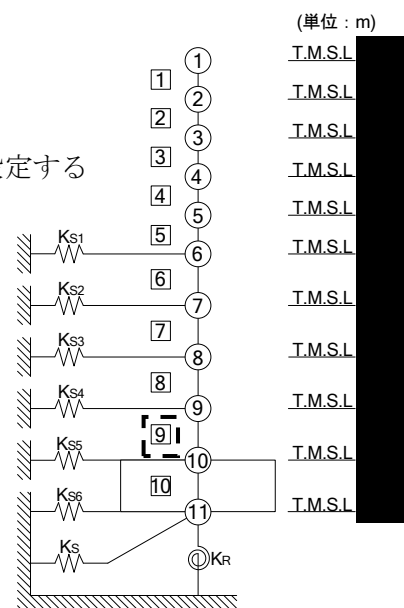 (単位:m)
1 T.M.S.L
1
2 T.M.S.L
2
3 T.M.S.L
定する 3
4 T.M.S.L
4
5 T.M.S.L
5
KS1 6 T.M.S.L
6
KS2 7 T.M.S.L
7
KS3 8 T.M.S.L
8
KS4 9 T.M.S.L
9
KS5 10 T.M.S.L
10
KS6 11 T.M.S.L
KS
KR